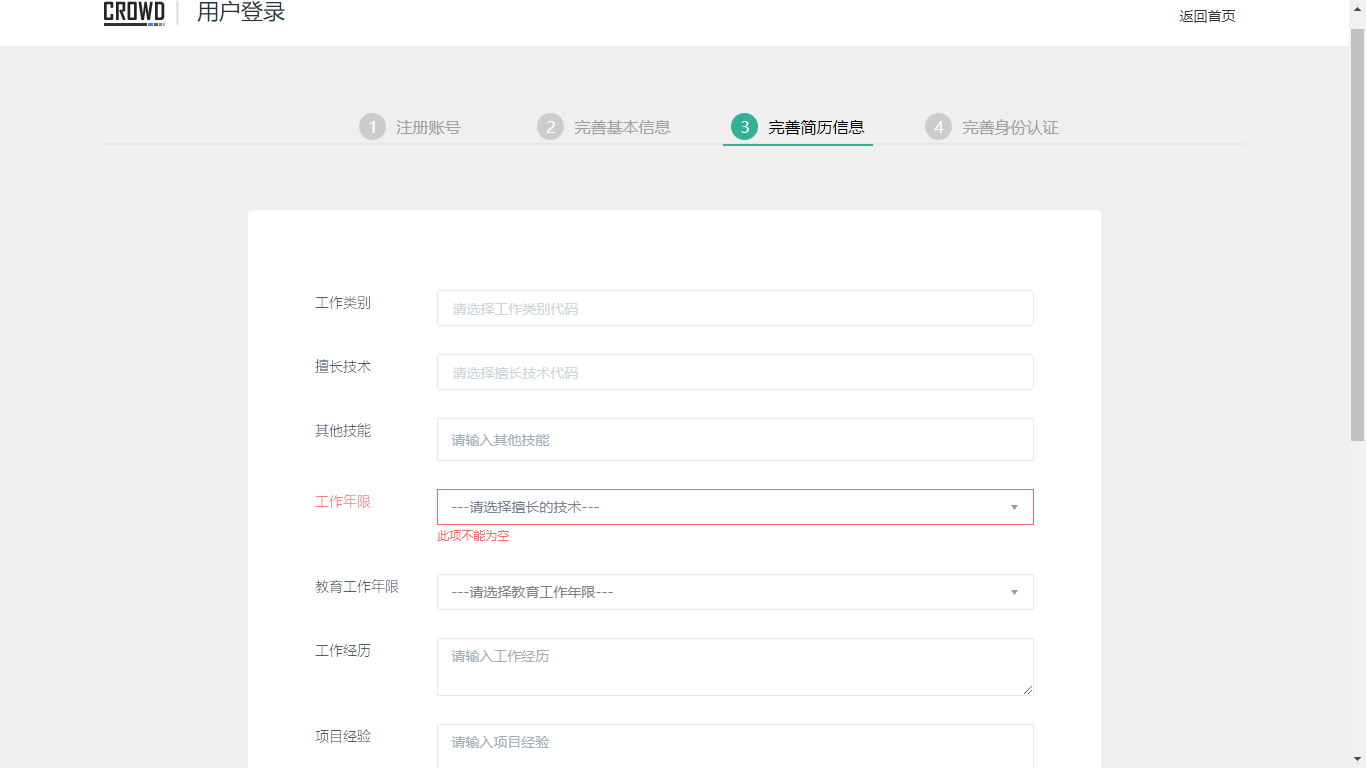 CROWD 用户登录 返回首页
1 注册账号 2 完善基本信息 3 完善简历信息 4 完善身份认证
工作类别 请选择工作类别代码
擅长技术 请选择擅长技术代码
其他技能 请输入其他技能
工作年限 ---请选择擅长的技术---
此项不能为空
教育工作年限 ---请选择教育工作年限---
工作经历 请输入工作经历
项目经验 请输入项目经验